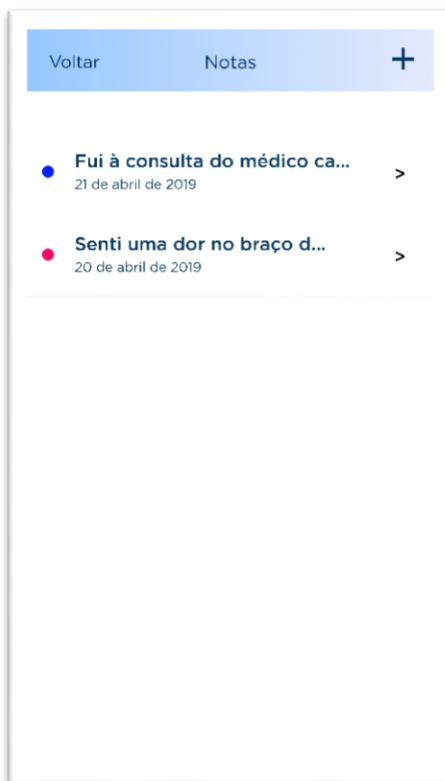 Voltar Notas +
Fui à consulta do médico ca...
21 de abril de 2019
>
Senti uma dor no braço d...
20 de abril de 2019
>